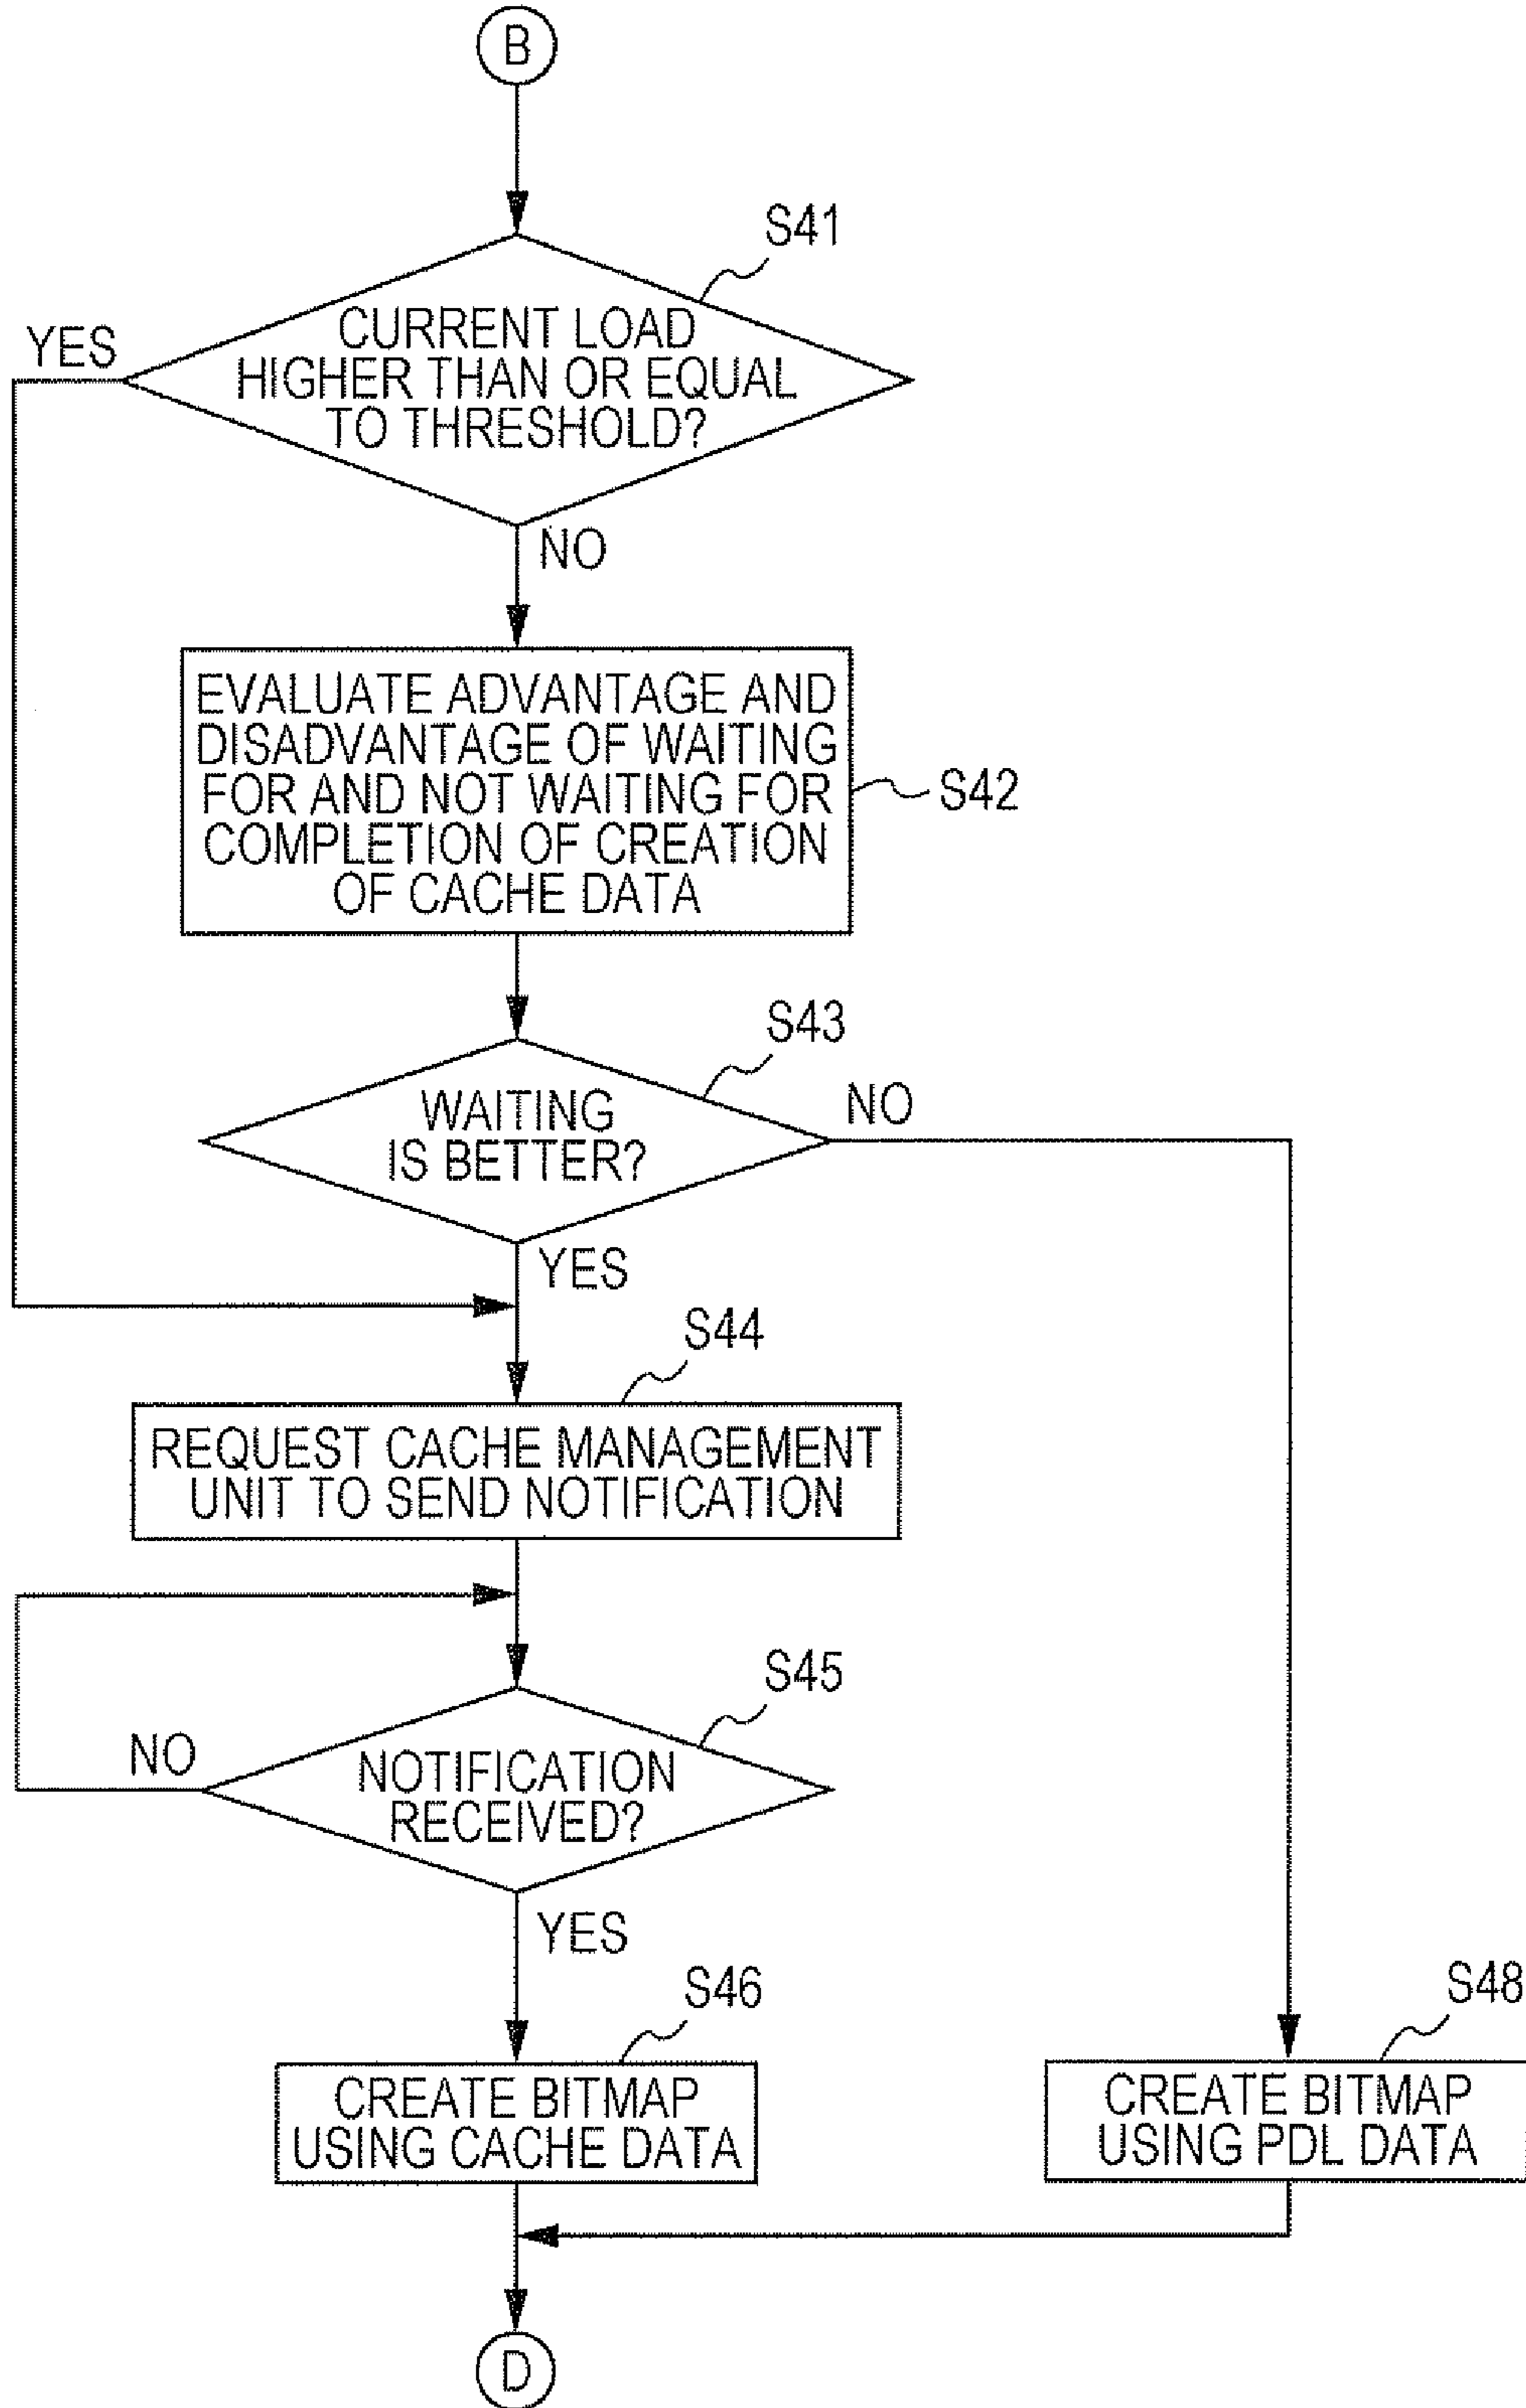 B
S41
YES
CURRENT LOAD
HIGHER THAN OR EQUAL
TO THRESHOLD?
NO
EVALUATE ADVANTAGE AND
DISADVANTAGE OF WAITING
FOR AND NOT WAITING FOR
COMPLETION OF CREATION
OF CACHE DATA
S42
S43
WAITING
IS BETTER?
NO
YES
S44
REQUEST CACHE MANAGEMENT
UNIT TO SEND NOTIFICATION
S45
NO
NOTIFICATION
RECEIVED?
YES
S46
CREATE BITMAP
USING CACHE DATA
S48
CREATE BITMAP
USING PDL DATA
D